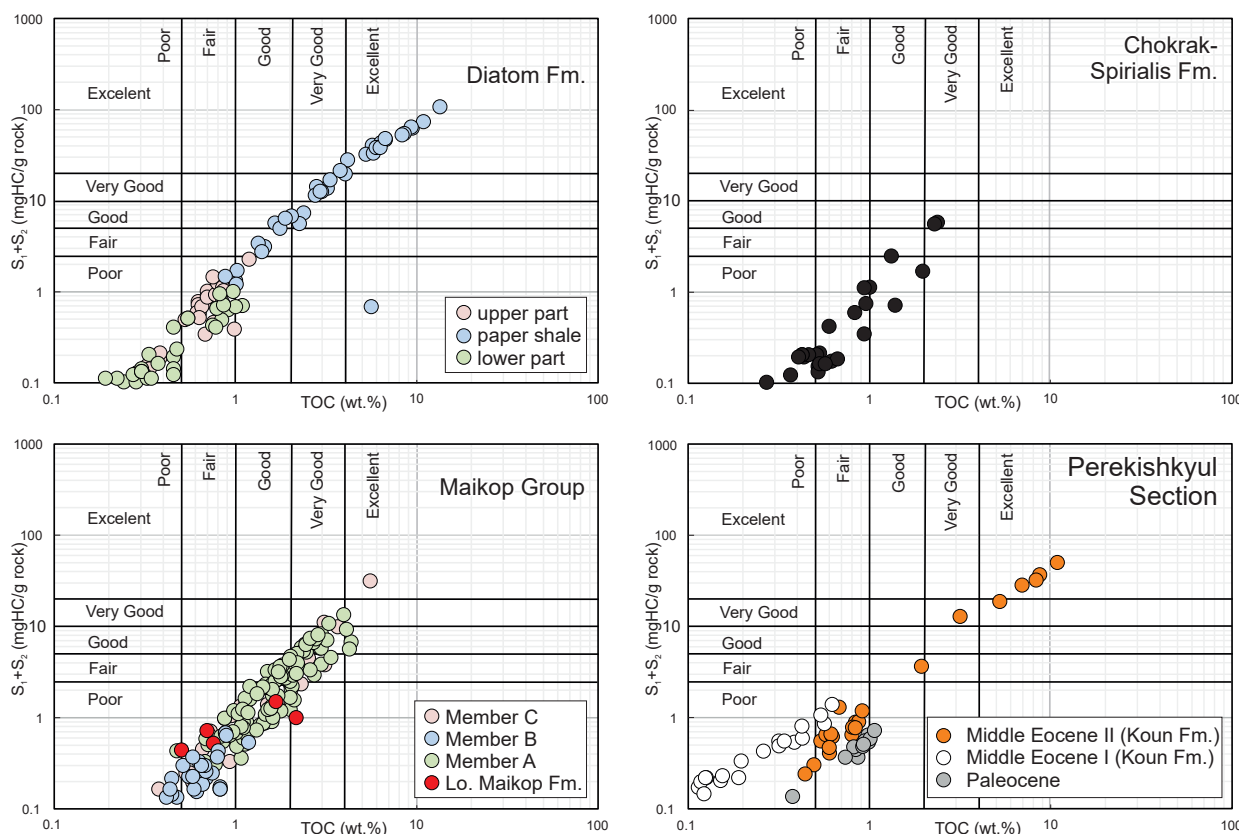 1000
100
10
1
0.1
S₁+S₂ (mgHC/g rock)
Poor
Fair
Good
Very Good
Excellent
Diatom Fm.
Excelent
Very Good
Good
Fair
Poor
upper part
paper shale
lower part
0.1
1
10
100
TOC (wt.%)
1000
100
10
1
0.1
S₁+S₂ (mgHC/g rock)
Poor
Fair
Good
Very Good
Excellent
Chokrak-
Spirialis Fm.
Excelent
Very Good
Good
Fair
Poor
0.1
1
10
100
TOC (wt.%)
1000
100
10
1
0.1
S₁+S₂ (mgHC/g rock)
Poor
Fair
Good
Very Good
Excellent
Maikop Group
Excelent
Very Good
Good
Fair
Poor
Member C
Member B
Member A
Lo. Maikop Fm.
0.1
1
10
100
TOC (wt.%)
1000
100
10
1
0.1
S₁+S₂ (mgHC/g rock)
Poor
Fair
Good
Very Good
Excellent
Perekishkyul
Section
Excelent
Very Good
Good
Fair
Poor
Middle Eocene II (Koun Fm.)
Middle Eocene I (Koun Fm.)
Paleocene
0.1
1
10
100
TOC (wt.%)